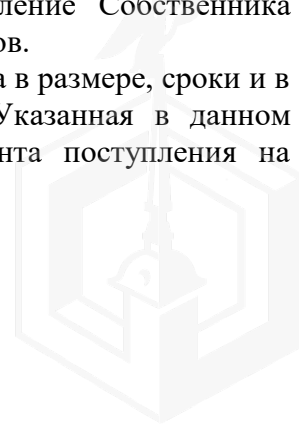 ление Собственника
ов.
а в размере, сроки и в
Указанная в данном
нта поступления на